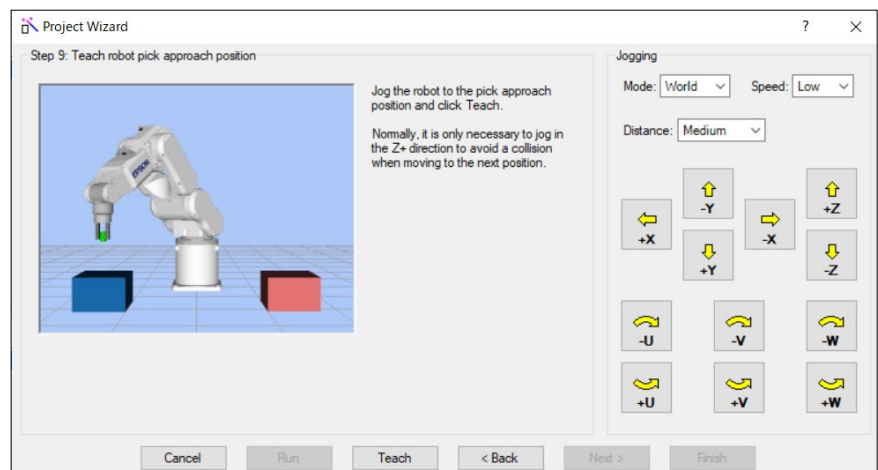 Project Wizard
?
Step 9: Teach robot pick approach position
EPSON
Jog the robot to the pick approach
position and click Teach.
Normally, it is only necessary to jog in
the Z+ direction to avoid a collision
when moving to the next position.
Jogging
Mode: World Speed: Low
Distance: Medium
-Y +Z
+X -X
+Y -Z
-U -V -W
+U +V +W
Cancel Run Teach < Back Next > Finish